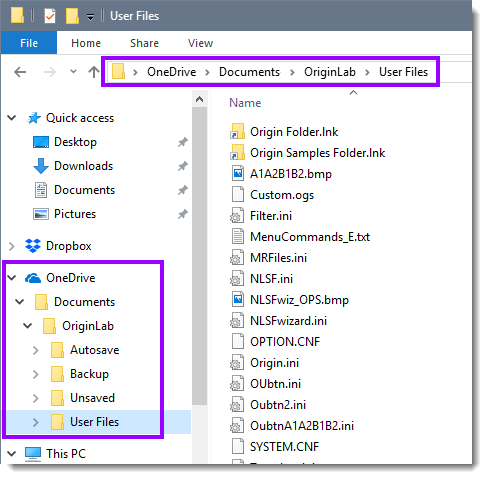 User Files
File
Home
Share
View
OneDrive > Documents > OriginLab > User Files
Name
Quick access
Desktop
Downloads
Documents
Pictures
Dropbox
OneDrive
Documents
OriginLab
Autosave
Backup
Unsaved
User Files
This PC
Origin Folder.lnk
Origin Samples Folder.lnk
A1A2B1B2.bmp
Custom.ogs
Filter.ini
MenuCommands_E.txt
MRFiles.ini
NLSF.ini
NLSFwiz_OPS.bmp
NLSFwizard.ini
OPTION.CNF
Origin.ini
OUbtn.ini
Oubtn2.ini
OubtnA1A2B1B2.ini
SYSTEM.CNF